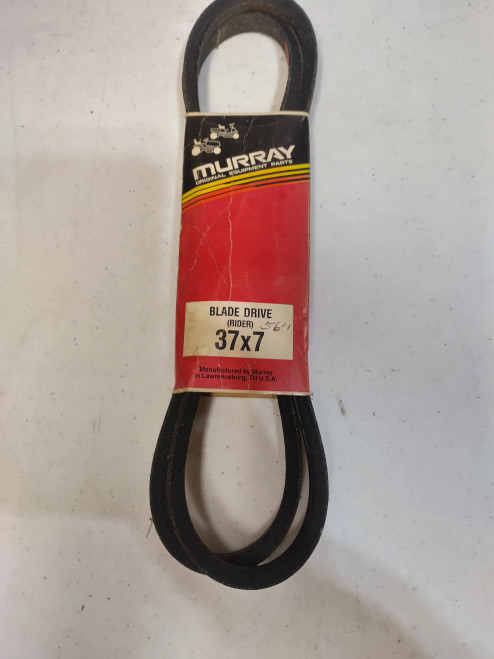 MURRAY
ORIGINAL EQUIPMENT PARTS
BLADE DRIVE
(RIDER)
37x7
Manufactured by Murray
in Lawrenceburg, TN U.S.A.